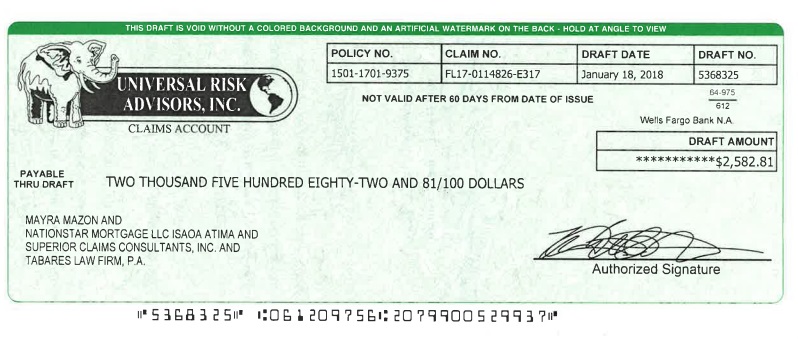 THIS DRAFT IS VOID WITHOUT A COLORED BACKGROUND AND AN ARTIFICIAL WATERMARK ON THE BACK - HOLD AT ANGLE TO VIEW
UNIVERSAL RISK
ADVISORS, INC.
CLAIMS ACCOUNT
POLICY NO. CLAIM NO. DRAFT DATE DRAFT NO.
1501-1701-9375 FL17-0114826-E317 January 18, 2018 5368325
NOT VALID AFTER 60 DAYS FROM DATE OF ISSUE
64-975
612
Wells Fargo Bank N.A.
DRAFT AMOUNT
***********$2,582.81
PAYABLE
THRU DRAFT
TWO THOUSAND FIVE HUNDRED EIGHTY-TWO AND 81/100 DOLLARS
MAYRA MAZON AND
NATIONSTAR MORTGAGE LLC ISAOA ATIMA AND
SUPERIOR CLAIMS CONSULTANTS, INC. AND
TABARES LAW FIRM, P.A.
Authorized Signature
⑈5368325⑈ ⑆061209756⑆2079900529937⑈